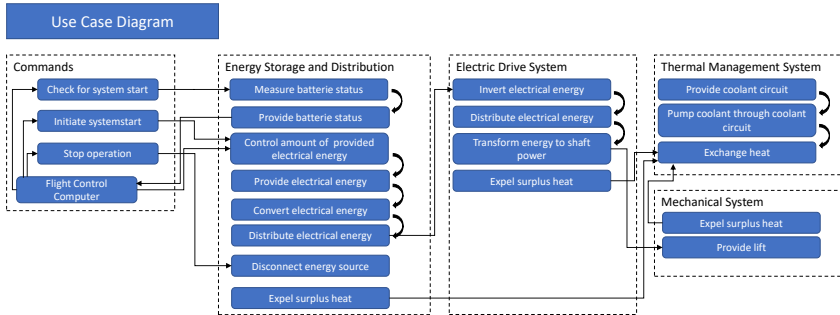 Use Case Diagram
Commands
Check for system start
Initiate systemstart
Stop operation
Flight Control
Computer
Energy Storage and Distribution
Measure batterie status
Provide batterie status
Control amount of provided
electrical energy
Provide electrical energy
Convert electrical energy
Distribute electrical energy
Disconnect energy source
Expel surplus heat
Electric Drive System
Invert electrical energy
Distribute electrical energy
Transform energy to shaft
power
Expel surplus heat
Thermal Management System
Provide coolant circuit
Pump coolant through coolant
circuit
Exchange heat
Mechanical System
Expel surplus heat
Provide lift